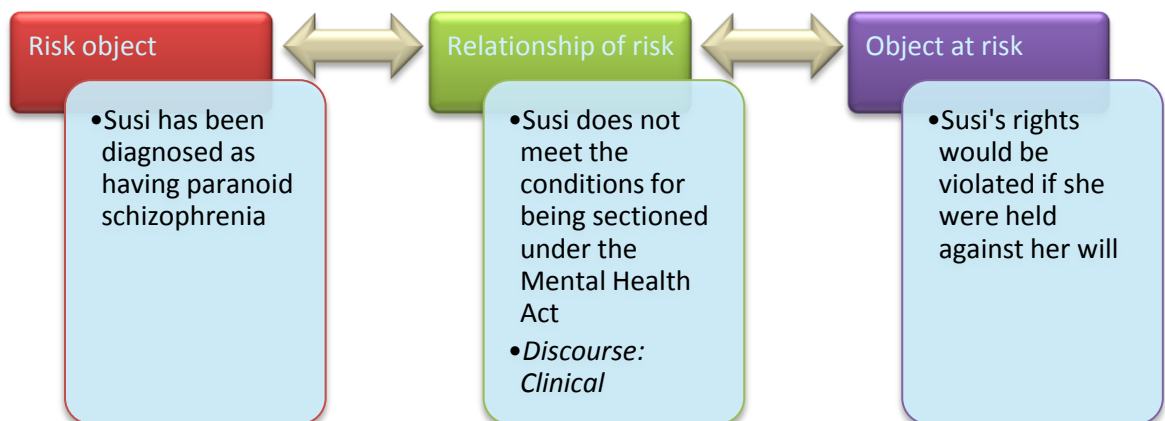 Risk object
•Susi has been
diagnosed as
having paranoid
schizophrenia
Relationship of risk
•Susi does not
meet the
conditions for
being sectioned
under the
Mental Health
Act
•Discourse:
Clinical
Object at risk
•Susi's rights
would be
violated if she
were held
against her will